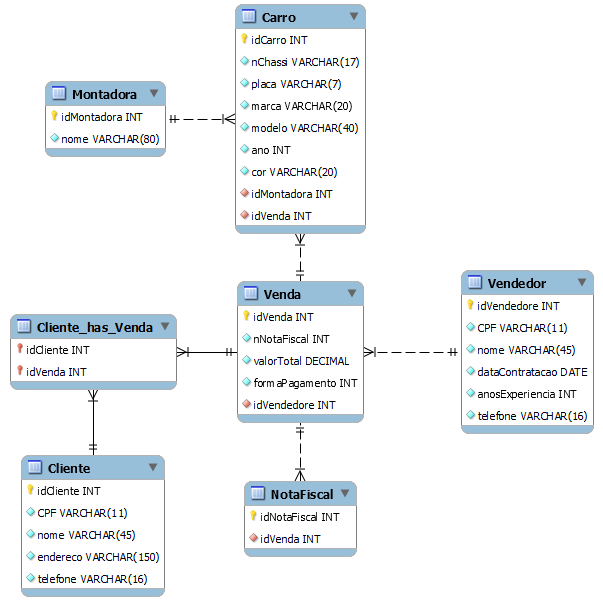 Carro
idCarro INT
nChassi VARCHAR(17)
placa VARCHAR(7)
marca VARCHAR(20)
modelo VARCHAR(40)
ano INT
cor VARCHAR(20)
idMontadora INT
idVenda INT
Montadora
idMontadora INT
nome VARCHAR(80)
Venda
idVenda INT
nNotaFiscal INT
valorTotal DECIMAL
formaPagamento INT
idVendedore INT
Vendedor
idVendedore INT
CPF VARCHAR(11)
nome VARCHAR(45)
dataContratacao DATE
anosExperiencia INT
telefone VARCHAR(16)
Cliente_has_Venda
idCliente INT
idVenda INT
Cliente
idCliente INT
CPF VARCHAR(11)
nome VARCHAR(45)
endereco VARCHAR(150)
telefone VARCHAR(16)
NotaFiscal
idNotaFiscal INT
idVenda INT